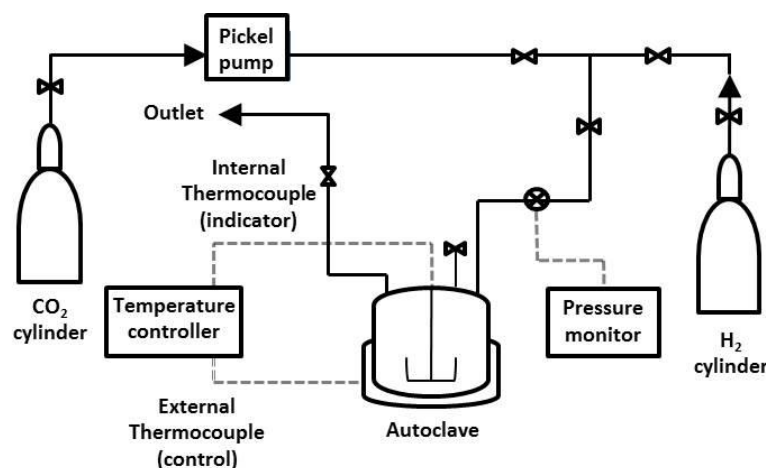 Pickel
pump
Outlet
Internal
Thermocouple
(indicator)
CO₂
cylinder
Temperature
controller
Pressure
monitor
H₂
cylinder
External
Thermocouple
(control)
Autoclave